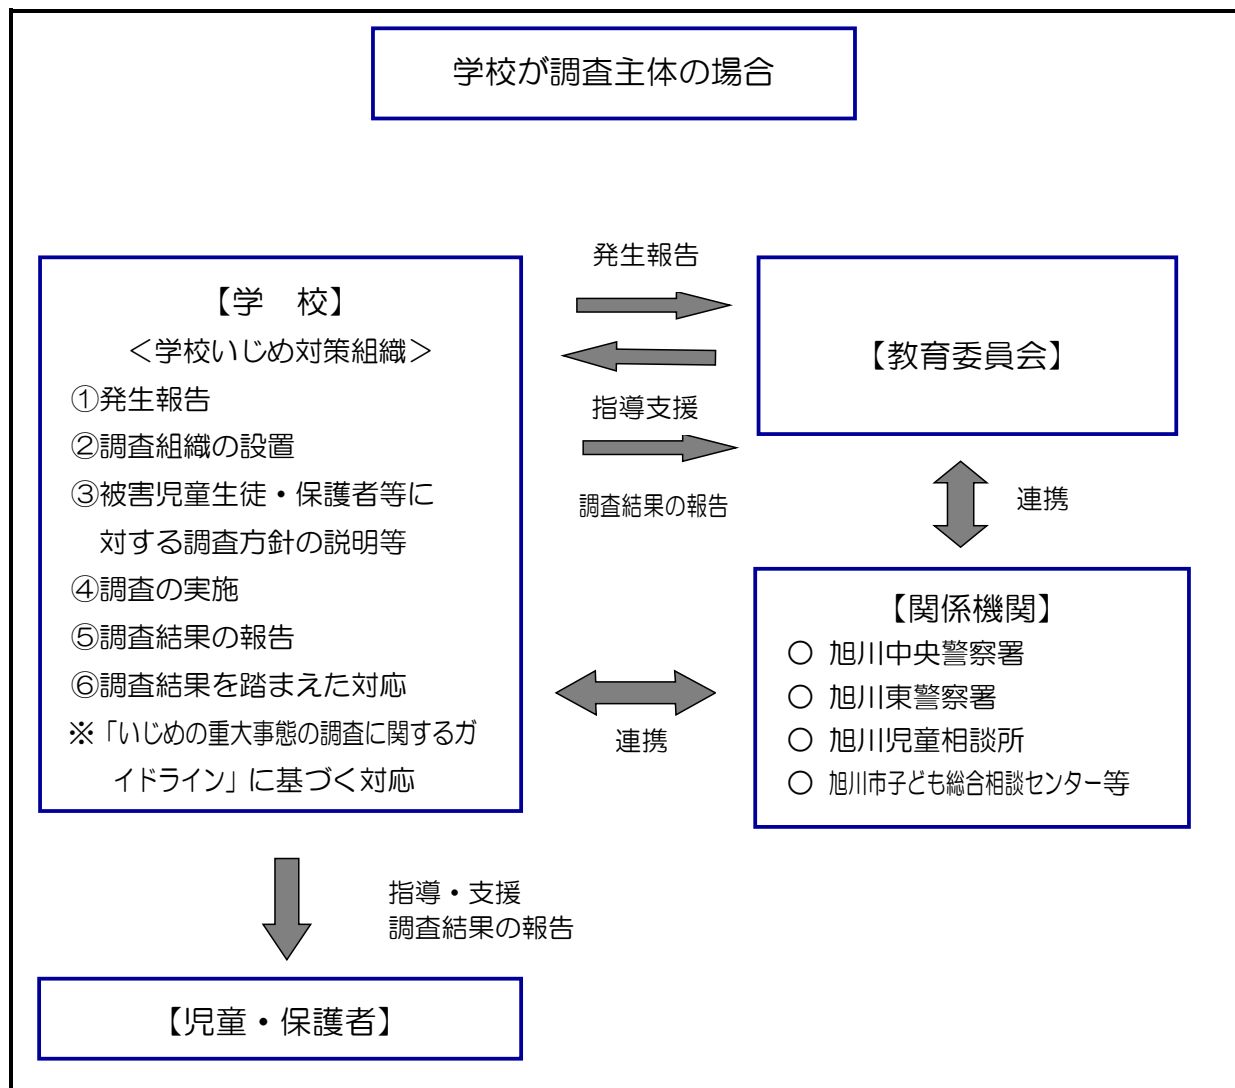 学校が調査主体の場合
【学　校】
＜学校いじめ対策組織＞
①発生報告
②調査組織の設置
③被害児童生徒・保護者等に
対する調査方針の説明等
④調査の実施
⑤調査結果の報告
⑥調査結果を踏まえた対応
※「いじめの重大事態の調査に関するガ
イドライン」に基づく対応
発生報告
指導支援
調査結果の報告
【教育委員会】
連携
【関係機関】
○ 旭川中央警察署
○ 旭川東警察署
○ 旭川児童相談所
○ 旭川市子ども総合相談センター等
連携
指導・支援
調査結果の報告
【児童・保護者】